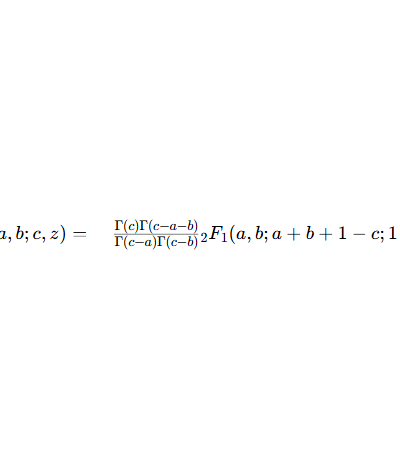 a, b; c, z) = Γ(c)Γ(c−a−b)/Γ(c−a)Γ(c−b) ₂F₁(a, b; a + b + 1 − c; 1